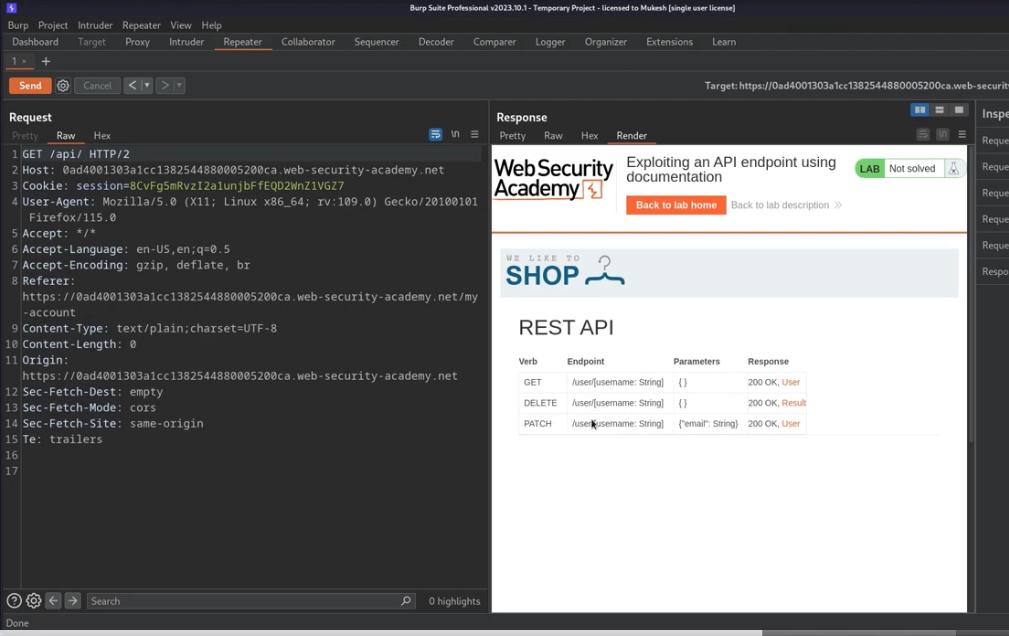 Burp Suite Professional v2023.10.1 - Temporary Project - licensed to Mukesh [single user license]
Burp Project Intruder Repeater View Help
Dashboard Target Proxy Intruder Repeater Collaborator Sequencer Decoder Comparer Logger Organizer Extensions Learn
1 × +
Send Cancel < > Target: https://0ad4001303a1cc1382544880005200ca.web-securit
Request
Pretty Raw Hex \n
1 GET /api/ HTTP/2
2 Host: 0ad4001303a1cc1382544880005200ca.web-security-academy.net
3 Cookie: session=8CvFg5mRvzI2a1unjbFfEQD2WnZ1VGZ7
4 User-Agent: Mozilla/5.0 (X11; Linux x86_64; rv:109.0) Gecko/20100101
Firefox/115.0
5 Accept: */*
6 Accept-Language: en-US,en;q=0.5
7 Accept-Encoding: gzip, deflate, br
8 Referer:
https://0ad4001303a1cc1382544880005200ca.web-security-academy.net/my
-account
9 Content-Type: text/plain;charset=UTF-8
10 Content-Length: 0
11 Origin:
https://0ad4001303a1cc1382544880005200ca.web-security-academy.net
12 Sec-Fetch-Dest: empty
13 Sec-Fetch-Mode: cors
14 Sec-Fetch-Site: same-origin
15 Te: trailers
16
17
Search 0 highlights
Done
Response
Pretty Raw Hex Render \n
Web Security
Academy
Exploiting an API endpoint using
documentation
Back to lab home Back to lab description >>
LAB Not solved
WE LIKE TO
SHOP
REST API
Verb Endpoint Parameters Response
GET /user/[username: String] { } 200 OK, User
DELETE /user/[username: String] { } 200 OK, Result
PATCH /user/[username: String] {"email": String} 200 OK, User
Inspe
Reque
Reque
Reque
Reque
Reque
Respo